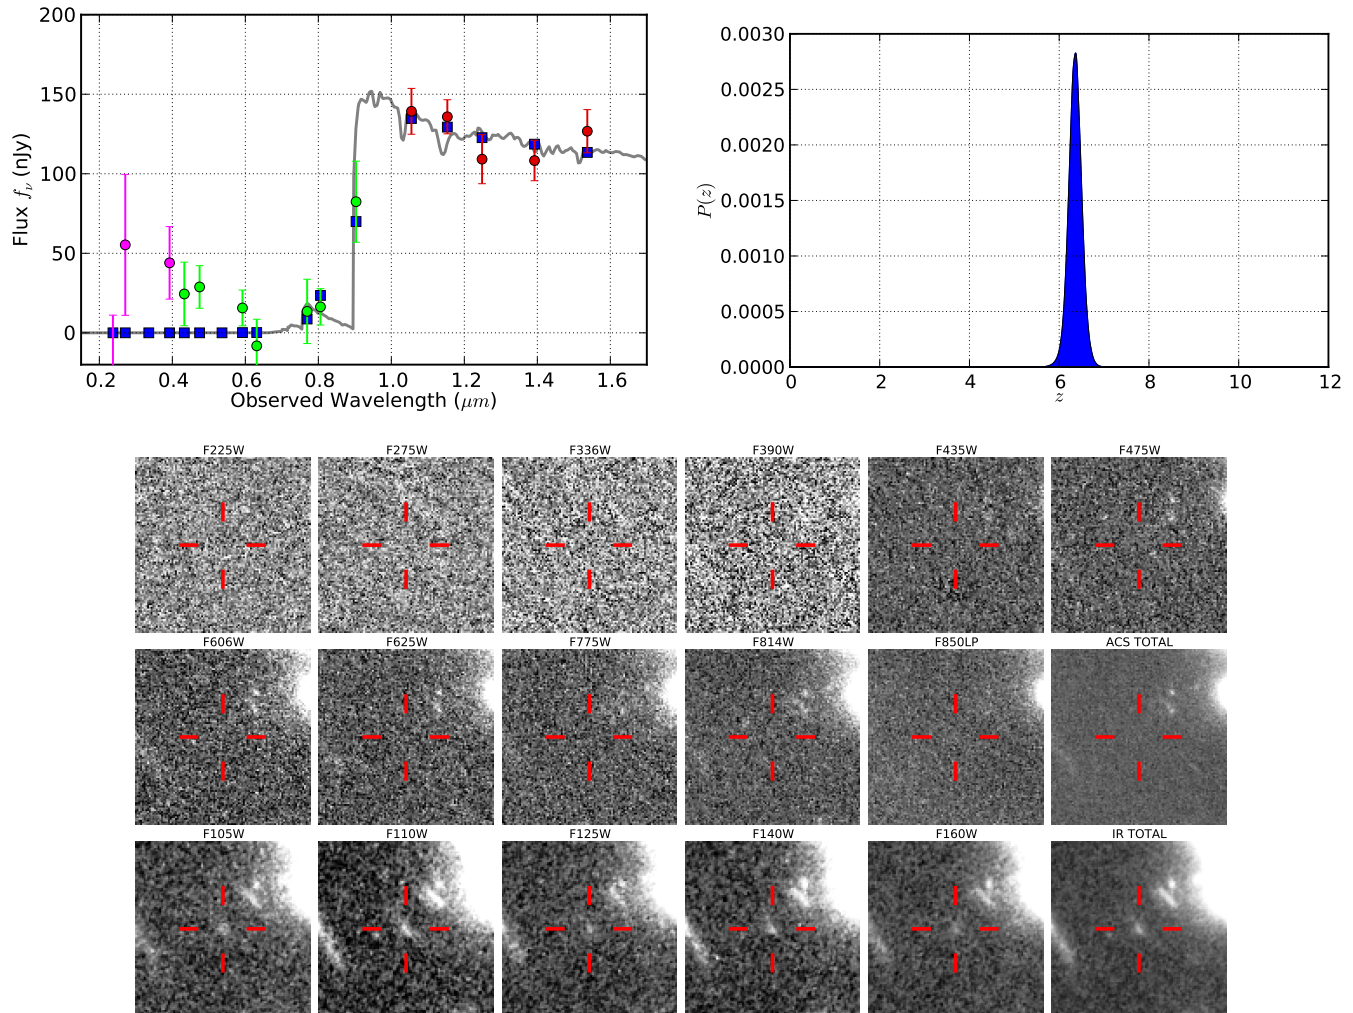 200
150
100
50
0
Flux f_ν (nJy)
0.2 0.4 0.6 0.8 1.0 1.2 1.4 1.6
Observed Wavelength (μm)
0.0030
0.0025
0.0020
0.0015
0.0010
0.0005
0.0000
P(z)
0 2 4 6 8 10 12
z
F225W F275W F336W F390W F435W F475W
F606W F625W F775W F814W F850LP ACS TOTAL
F105W F110W F125W F140W F160W IR TOTAL